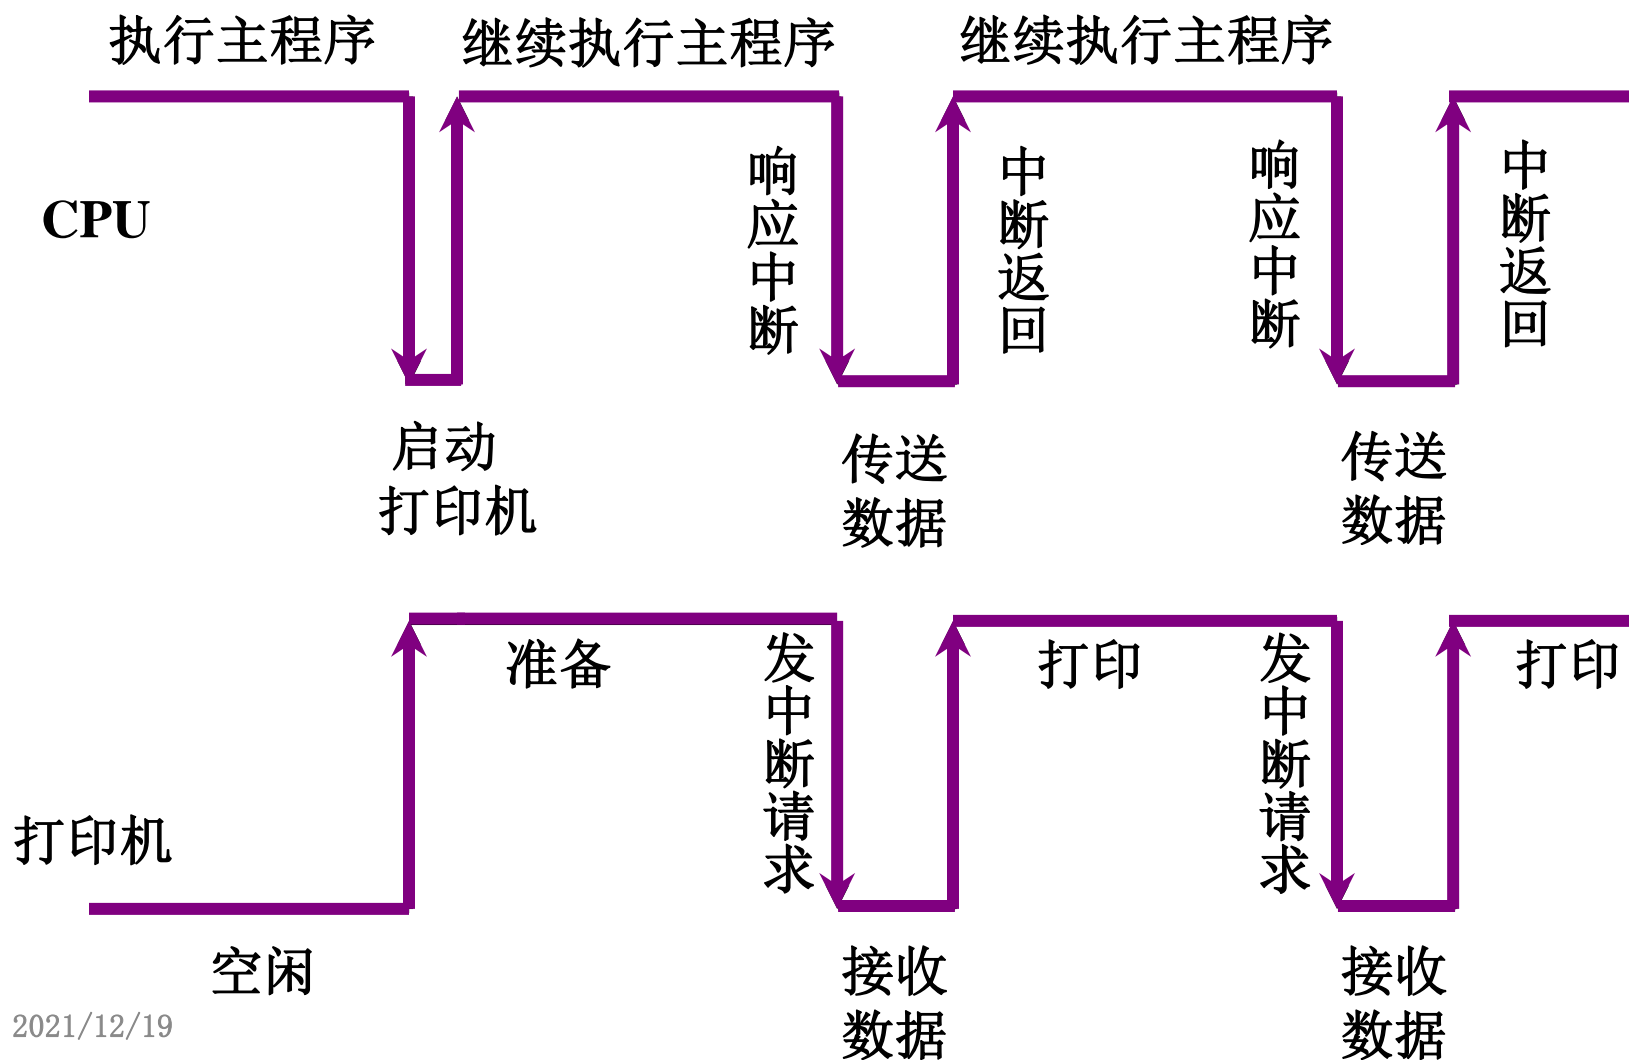 执行主程序
继续执行主程序
继续执行主程序
CPU
响应中断
中断返回
响应中断
中断返回
启动
打印机
传送
数据
传送
数据
准备
发中断请求
打印
发中断请求
打印
打印机
空闲
接收
数据
接收
数据
2021/12/19